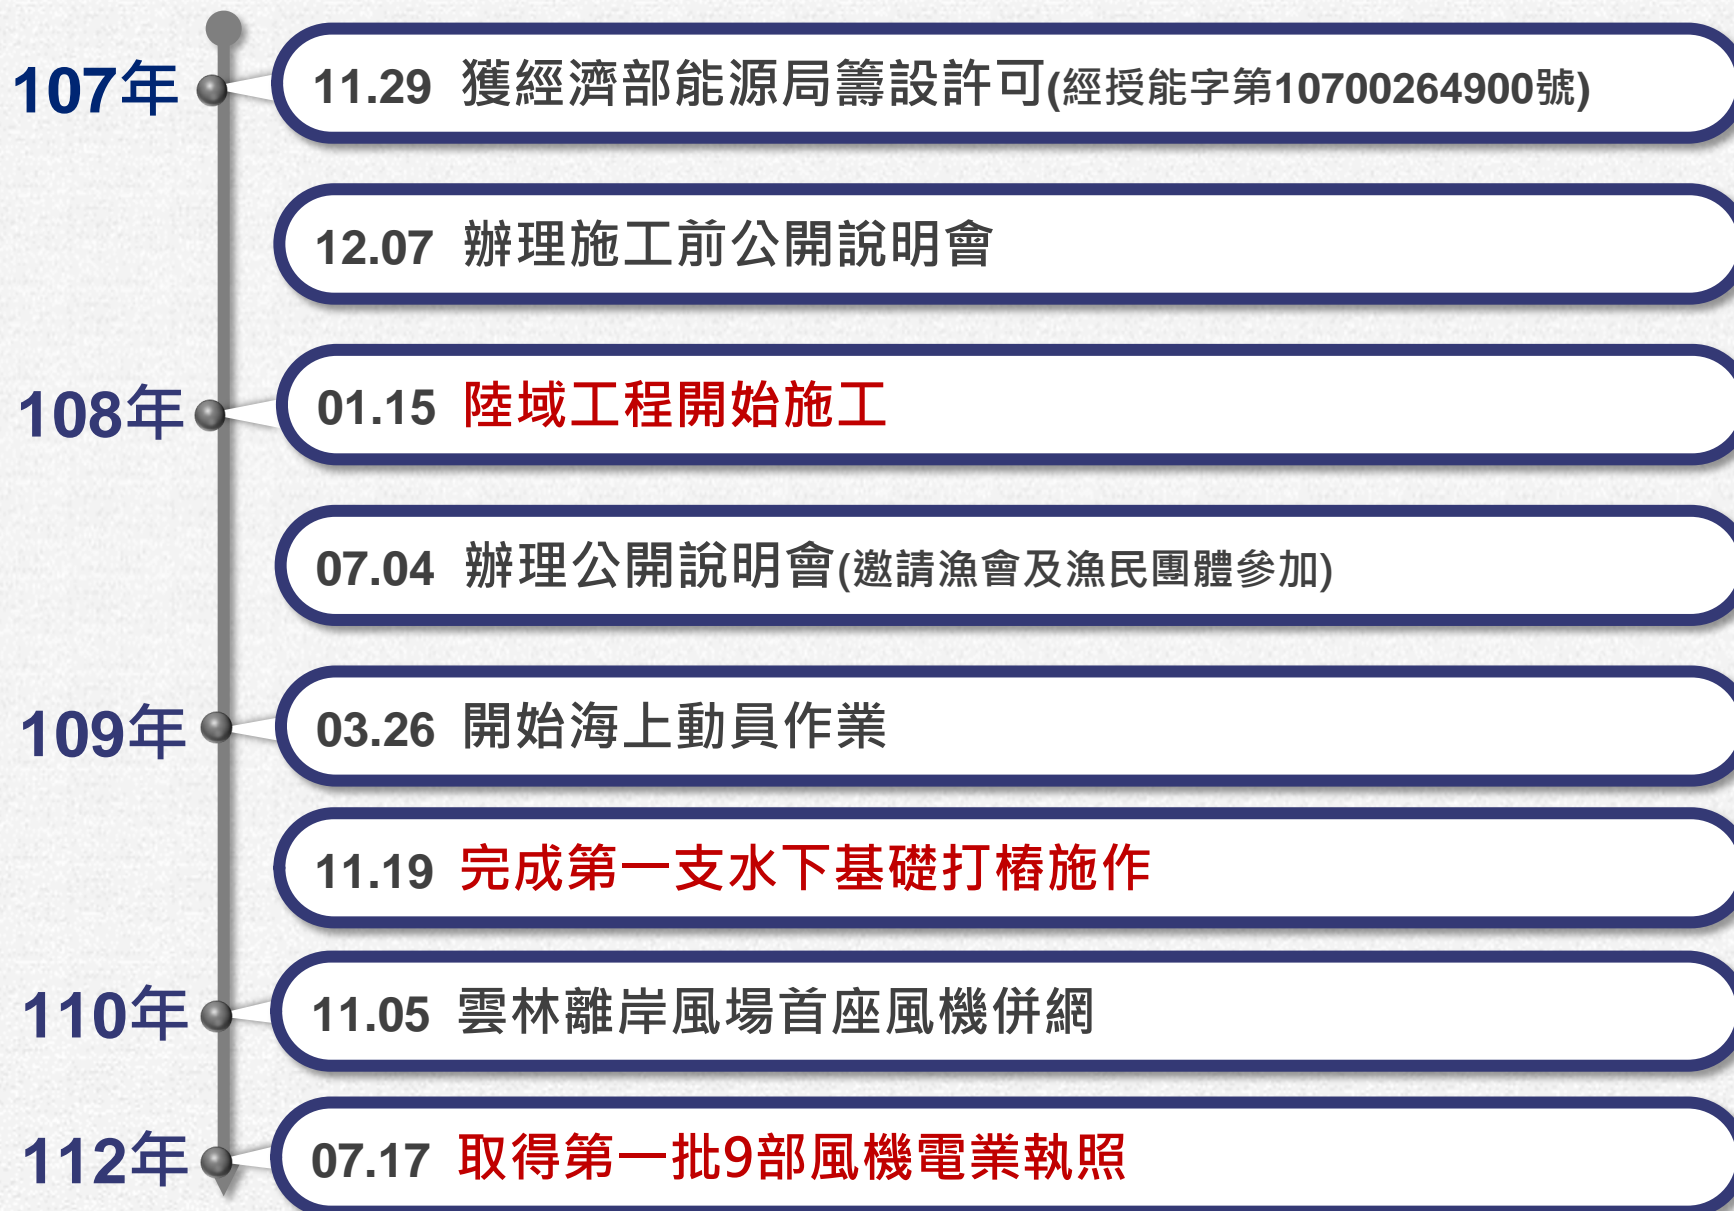 107年
11.29 獲經濟部能源局籌設許可(經授能字第10700264900號)
12.07 辦理施工前公開說明會
108年
01.15 陸域工程開始施工
07.04 辦理公開說明會(邀請漁會及漁民團體參加)
109年
03.26 開始海上動員作業
11.19 完成第一支水下基礎打樁施作
110年
11.05 雲林離岸風場首座風機併網
112年
07.17 取得第一批9部風機電業執照